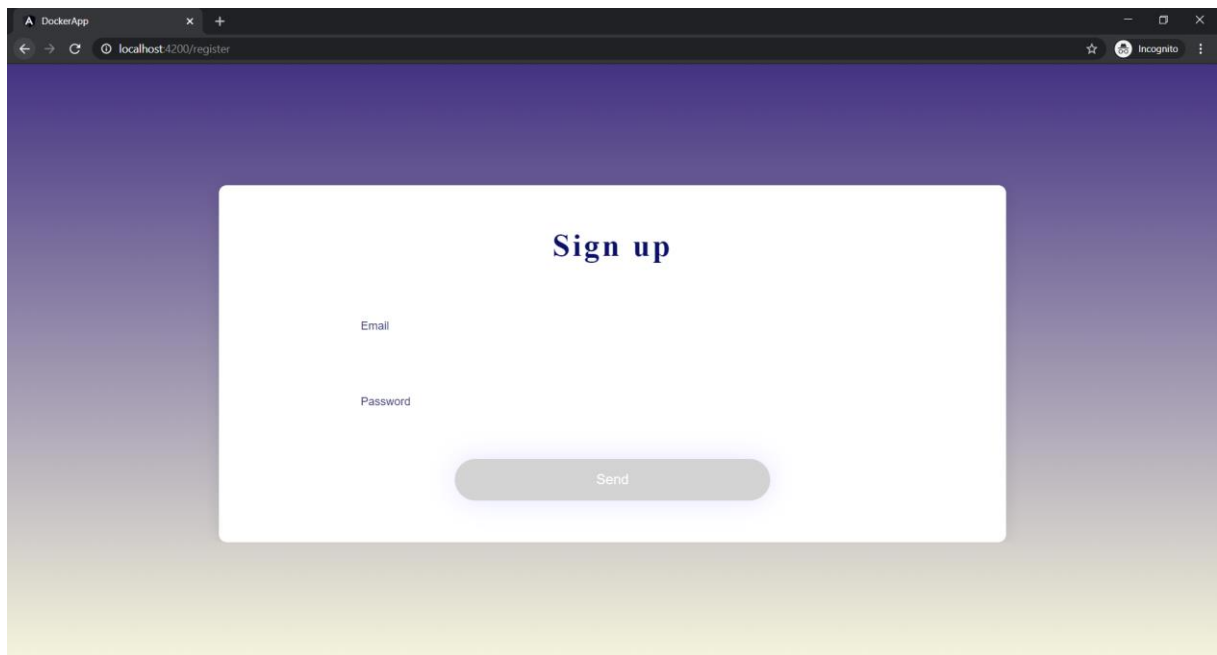 DockerApp
localhost:4200/register
Incognito
Sign up
Email
Password
Send